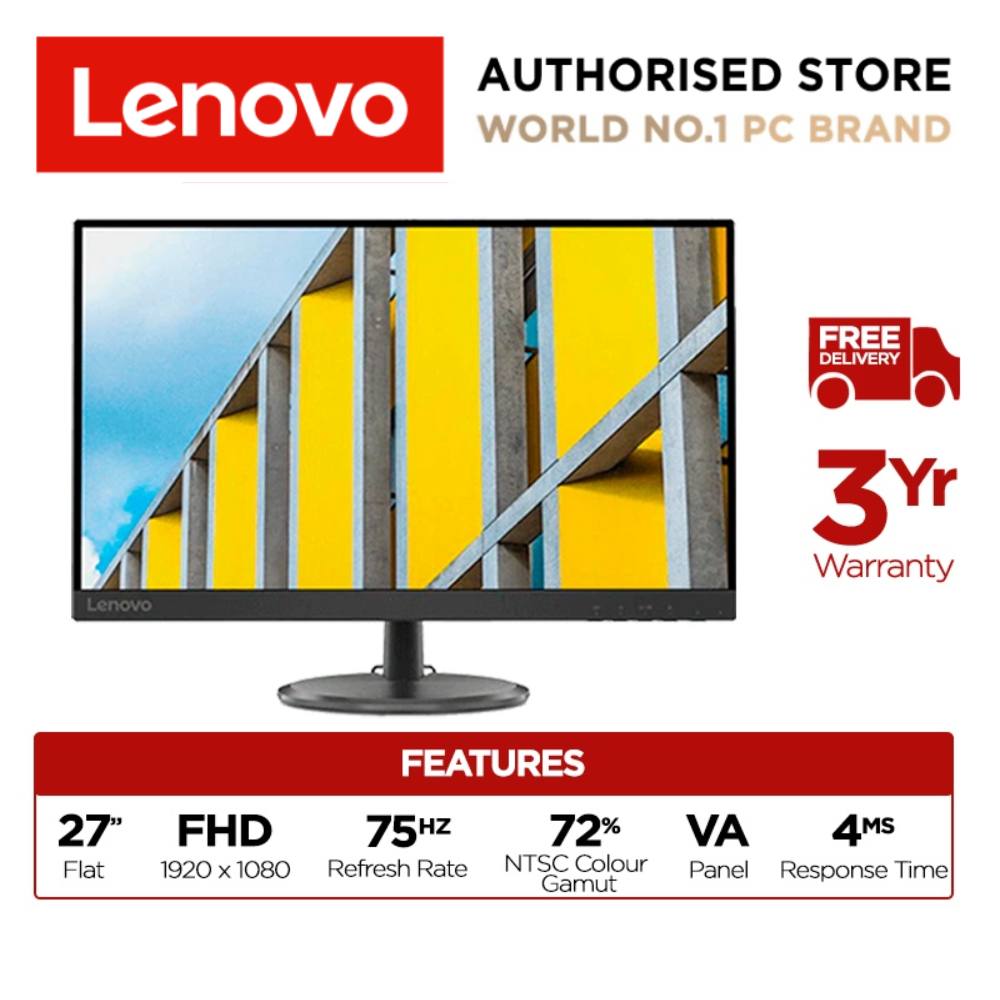 Lenovo
AUTHORISED STORE
WORLD NO.1 PC BRAND
FREE
DELIVERY
3Yr
Warranty
Lenovo
FEATURES
27” FHD 75HZ 72% VA 4MS
Flat 1920 x 1080 Refresh Rate NTSC Colour Panel Response Time
Gamut